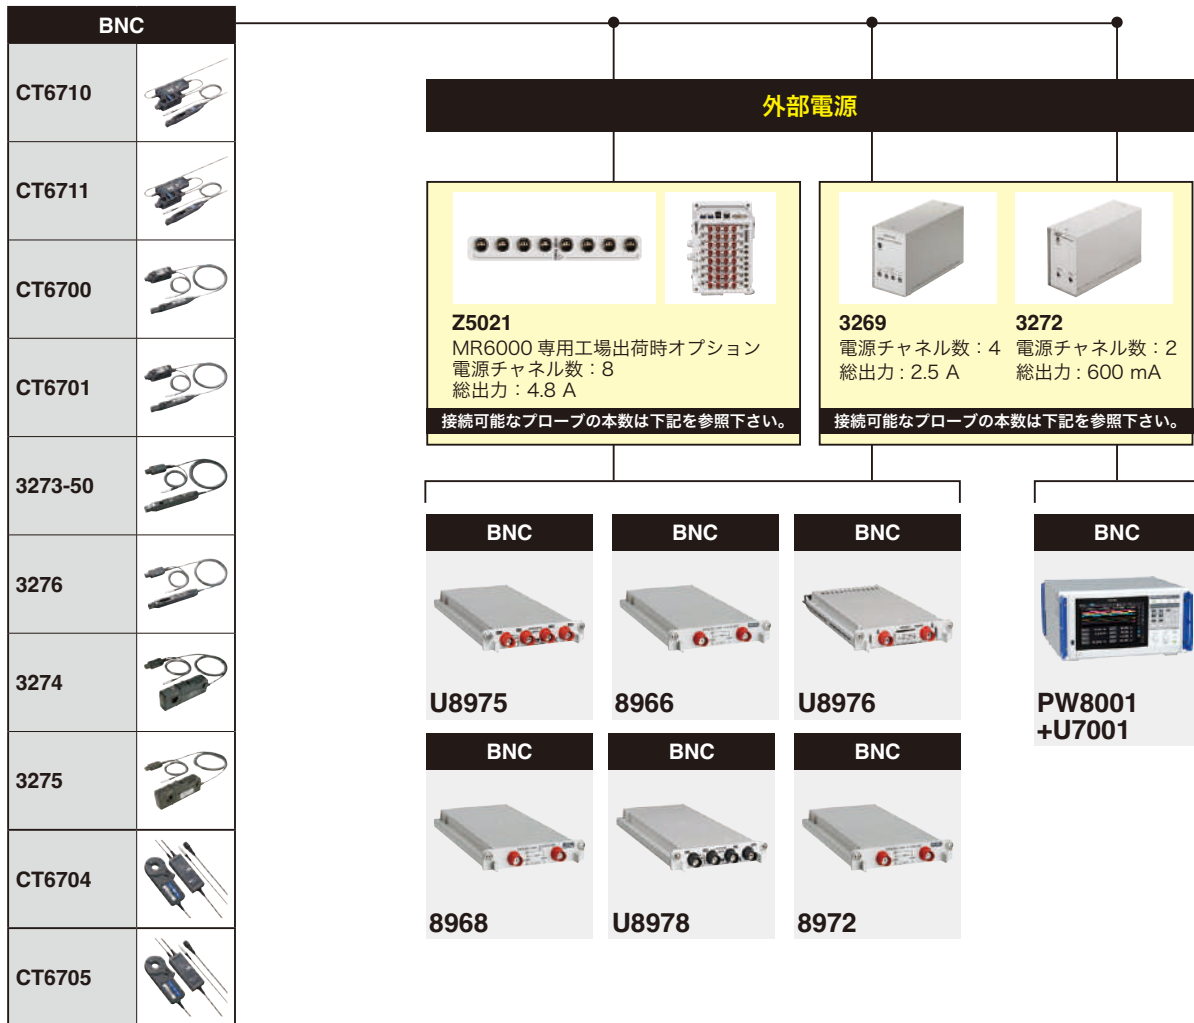 BNC
CT6710
CT6711
CT6700
CT6701
3273-50
3276
3274
3275
CT6704
CT6705
外部電源
Z5021
MR6000 専用工場出荷時オプション
電源チャネル数：8
総出力：4.8 A
接続可能なプローブの本数は下記を参照下さい。
3269
電源チャネル数：4
総出力 : 2.5 A
3272
電源チャネル数：2
総出力 : 600 mA
接続可能なプローブの本数は下記を参照下さい。
BNC
U8975
BNC
8966
BNC
U8976
BNC
PW8001
+U7001
BNC
8968
BNC
U8978
BNC
8972